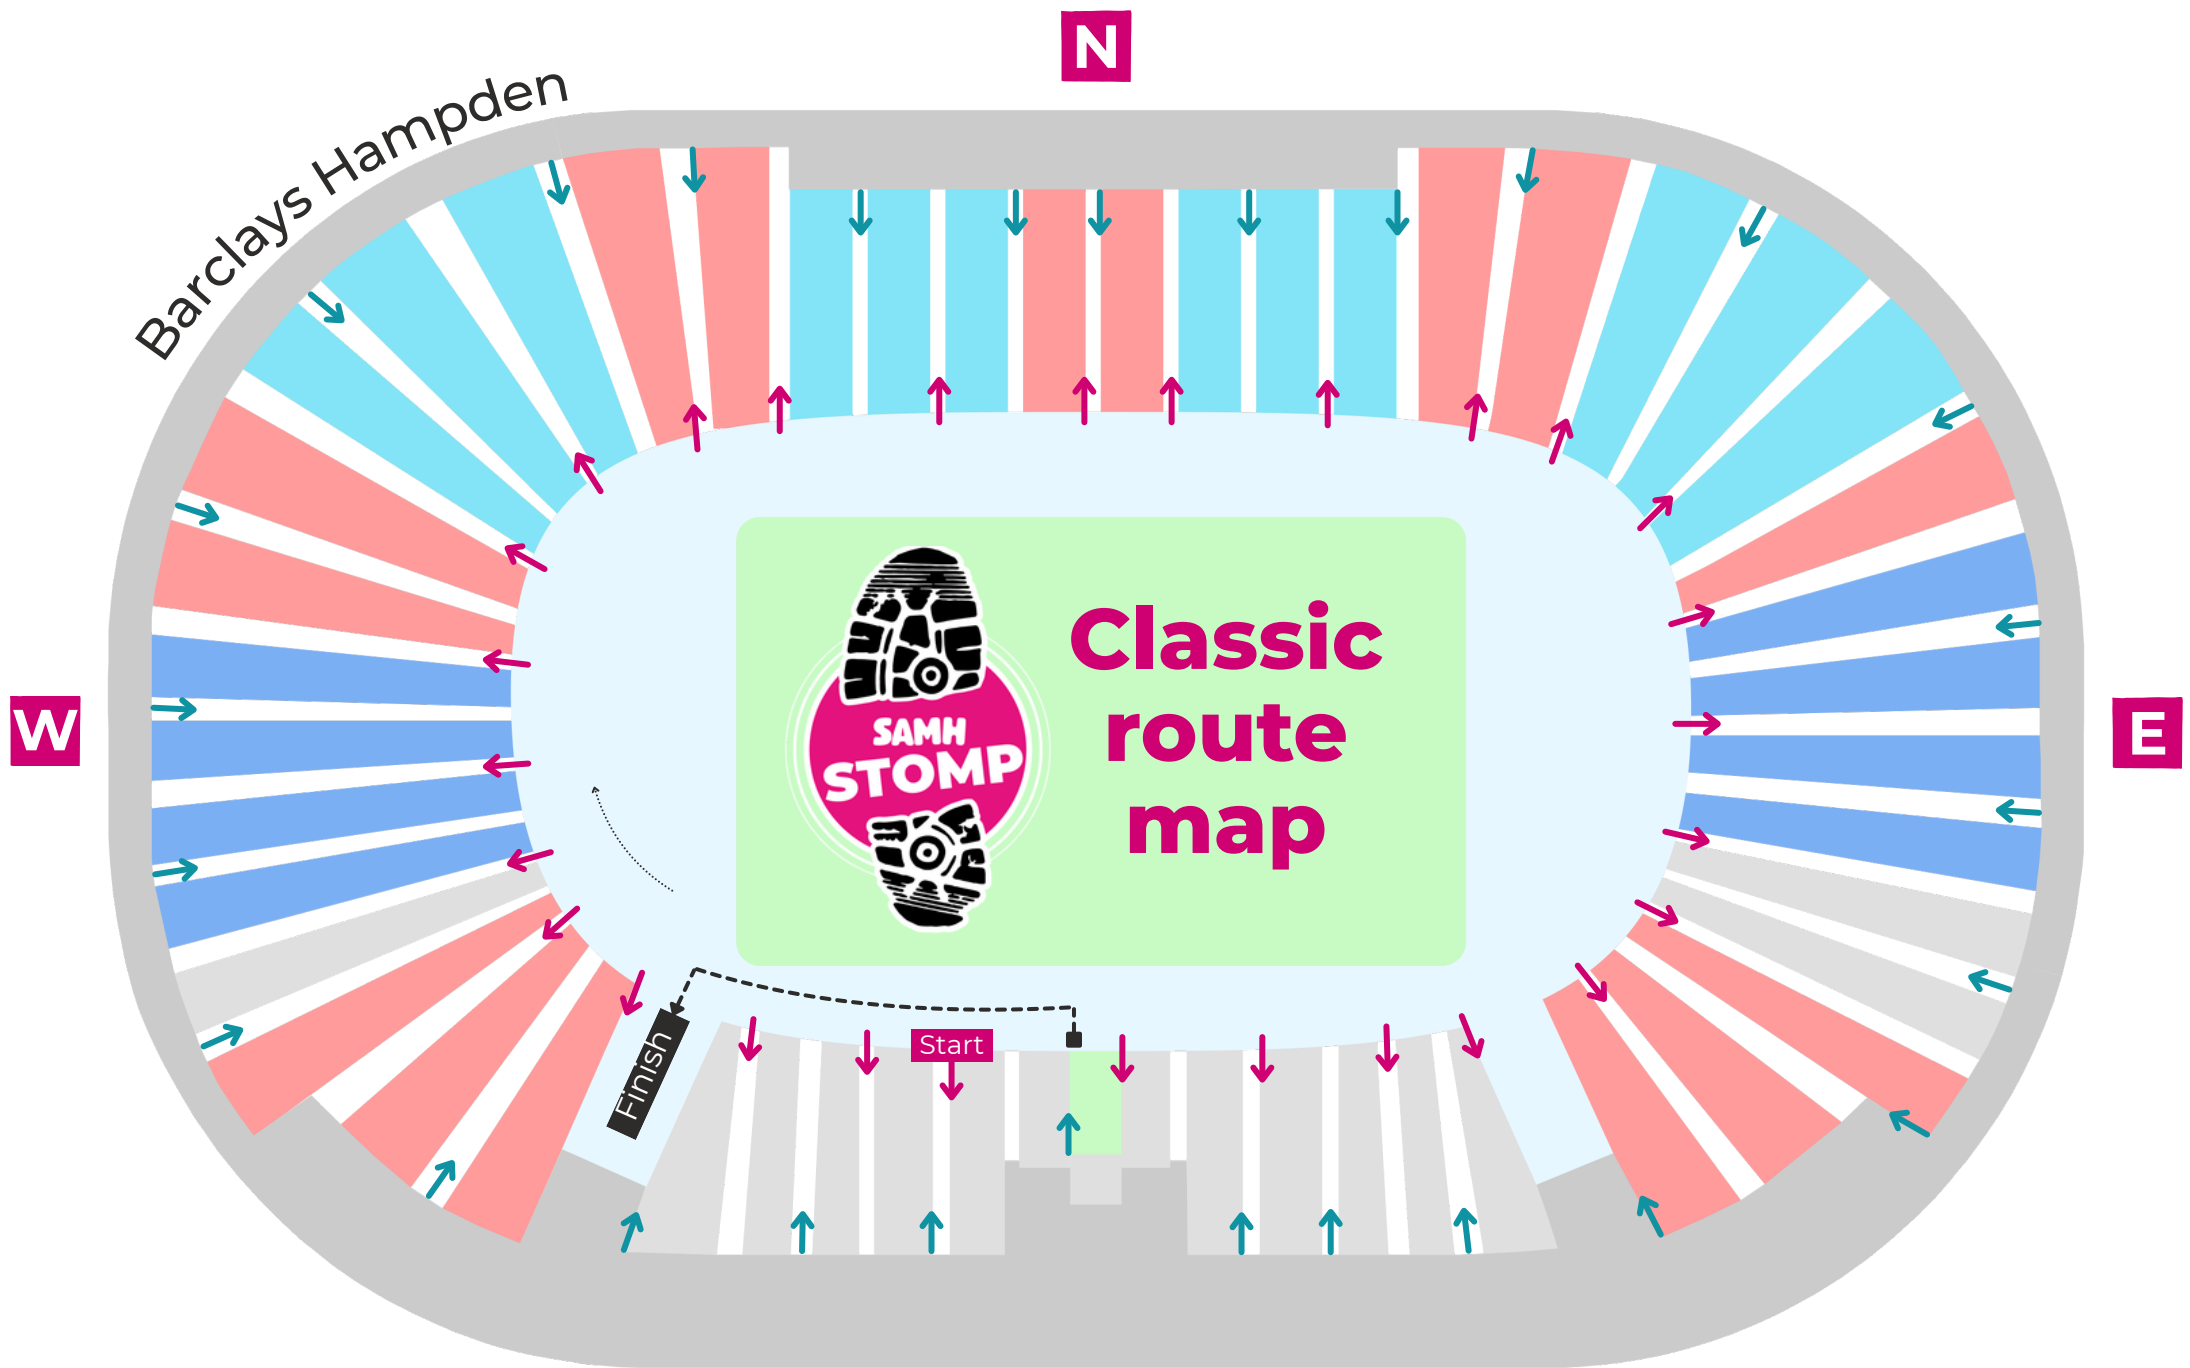 N
Barclays Hampden
Classic
route
map
SAMH
STOMP
W
E
Start
Finish